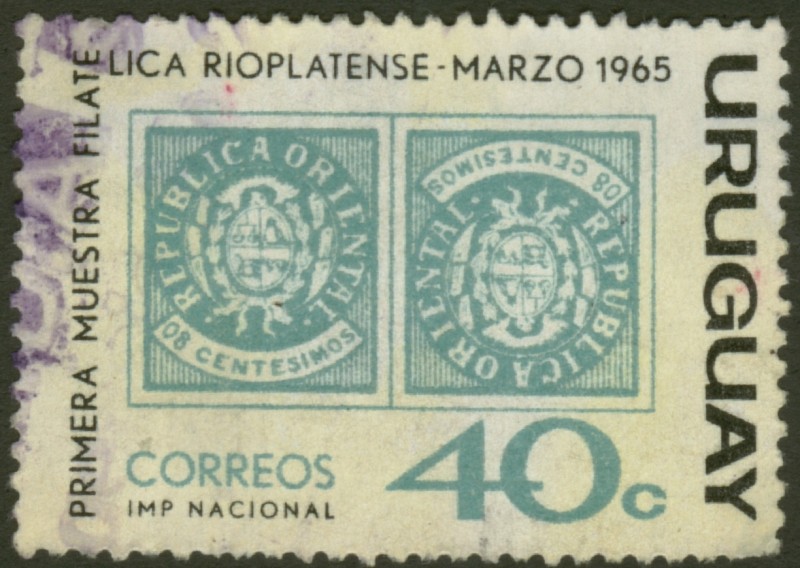 PRIMERA MUESTRA FILATELICA RIOPLATENSE - MARZO 1965
URUGUAY
REPUBLICA ORIENTAL
08 CENTESIMOS
08 CENTESIMOS
REPUBLICA ORIENTAL
CORREOS
IMP NACIONAL
40c